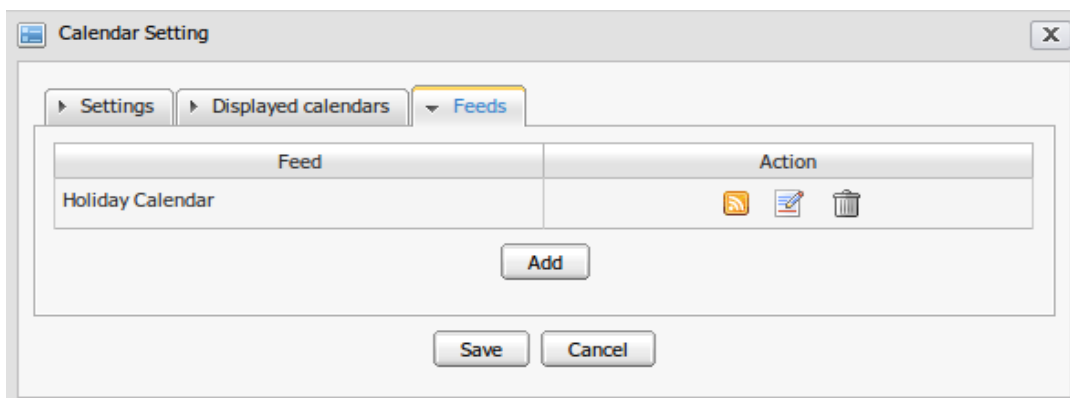 Calendar Setting
X
Settings
Displayed calendars
Feeds
Feed
Action
Holiday Calendar
Add
Save
Cancel